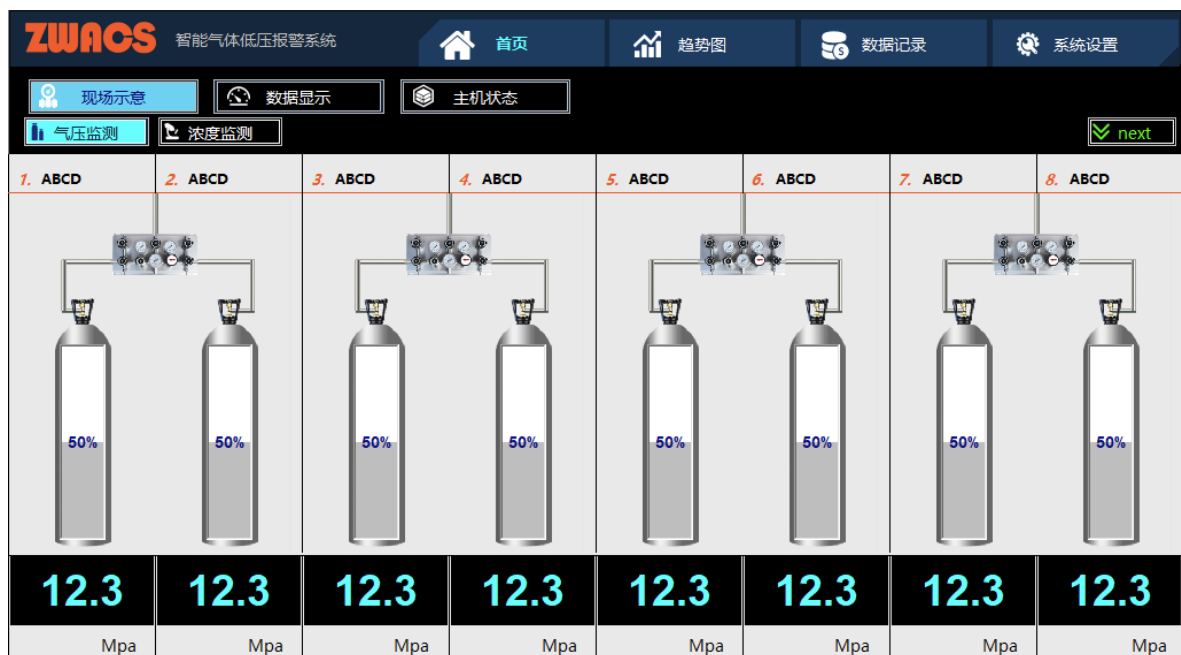 ZWACS 智能气体低压报警系统 首页 趋势图 数据记录 系统设置
现场示意 数据显示 主机状态
气压监测 浓度监测 next
1. ABCD 2. ABCD 3. ABCD 4. ABCD 5. ABCD 6. ABCD 7. ABCD 8. ABCD
50% 50% 50% 50% 50% 50% 50% 50%
12.3 12.3 12.3 12.3 12.3 12.3 12.3 12.3
Mpa Mpa Mpa Mpa Mpa Mpa Mpa Mpa